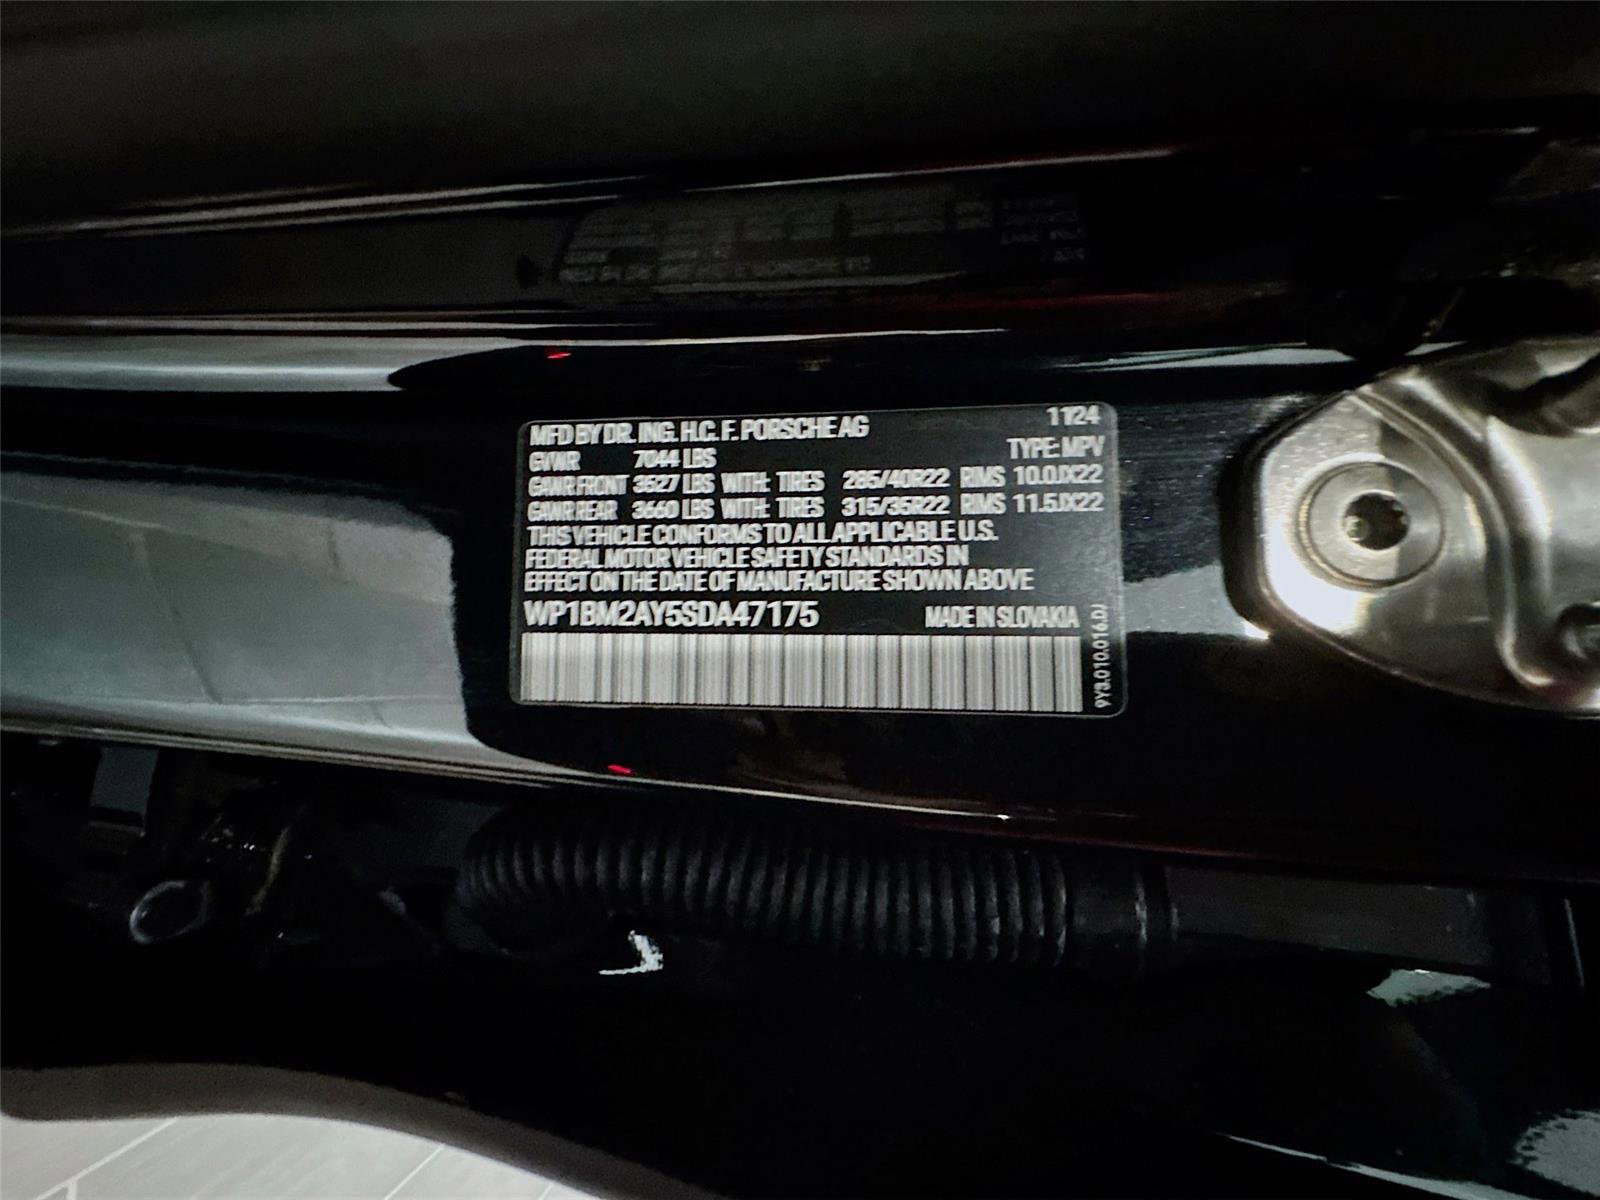 MFD BY DR. ING. H.C. F. PORSCHE AG 11/24
GVWR 7044 LBS TYPE: MPV
GAWR FRONT 3527 LBS WITH: TIRES 285/40R22 RIMS 10.0JX22
GAWR REAR 3660 LBS WITH: TIRES 315/35R22 RIMS 11.5JX22
THIS VEHICLE CONFORMS TO ALL APPLICABLE U.S.
FEDERAL MOTOR VEHICLE SAFETY STANDARDS IN
EFFECT ON THE DATE OF MANUFACTURE SHOWN ABOVE
WP1BM2AY5SDA47175 MADE IN SLOVAKIA
9Y3.010.016.DJ